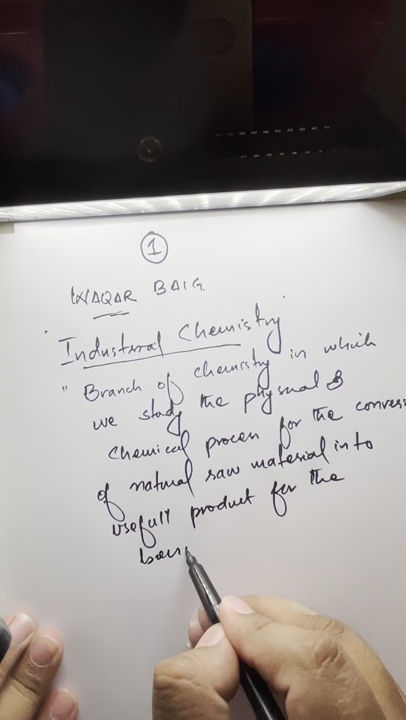 1
WAQAR BAIG
Industrial Chemistry
" Branch of chemistry in which
we study the physical &
chemical process for the convers
of natural raw material into
usefull product for the